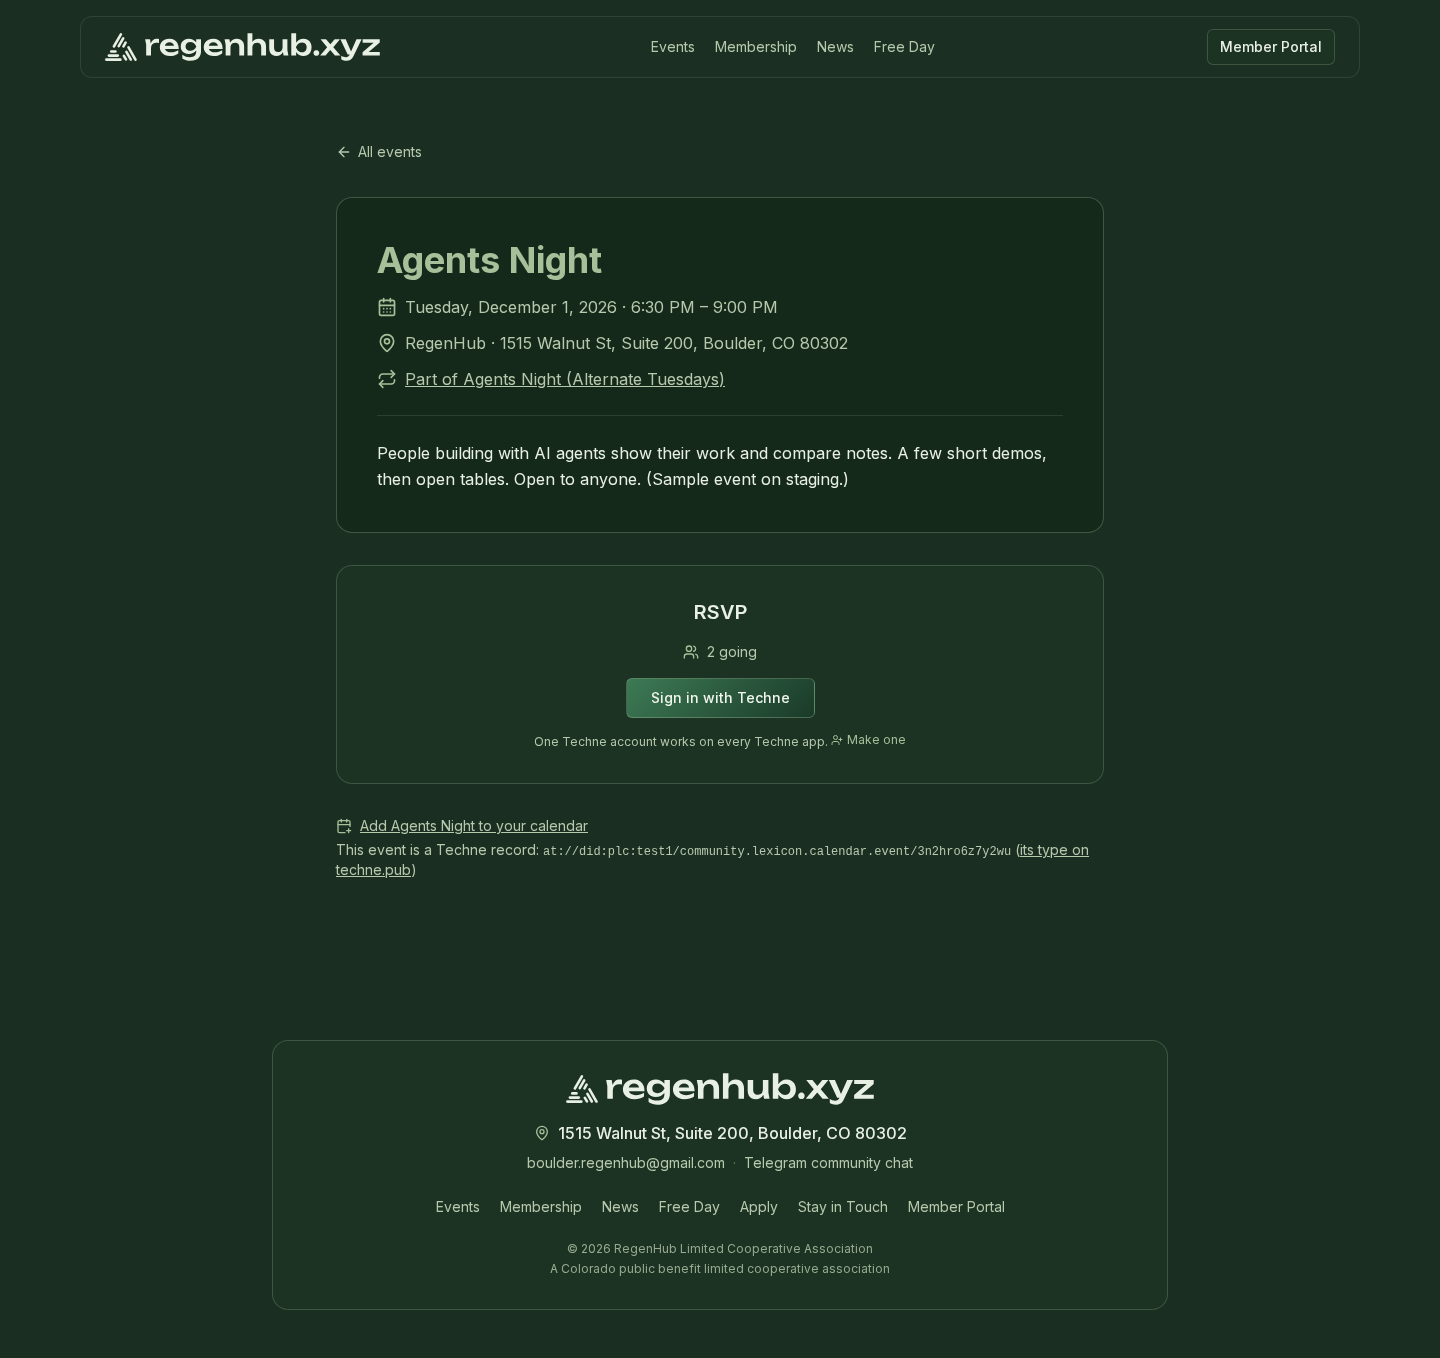 regenhub.xyz
Events Membership News Free Day
Member Portal
All events
Agents Night
Tuesday, December 1, 2026 · 6:30 PM – 9:00 PM
RegenHub · 1515 Walnut St, Suite 200, Boulder, CO 80302
Part of Agents Night (Alternate Tuesdays)
People building with AI agents show their work and compare notes. A few short demos,
then open tables. Open to anyone. (Sample event on staging.)
RSVP
2 going
Sign in with Techne
One Techne account works on every Techne app. Make one
Add Agents Night to your calendar
This event is a Techne record: at://did:plc:test1/community.lexicon.calendar.event/3n2hro6z7y2wu (its type on
techne.pub)
regenhub.xyz
1515 Walnut St, Suite 200, Boulder, CO 80302
boulder.regenhub@gmail.com · Telegram community chat
Events Membership News Free Day Apply Stay in Touch Member Portal
© 2026 RegenHub Limited Cooperative Association
A Colorado public benefit limited cooperative association